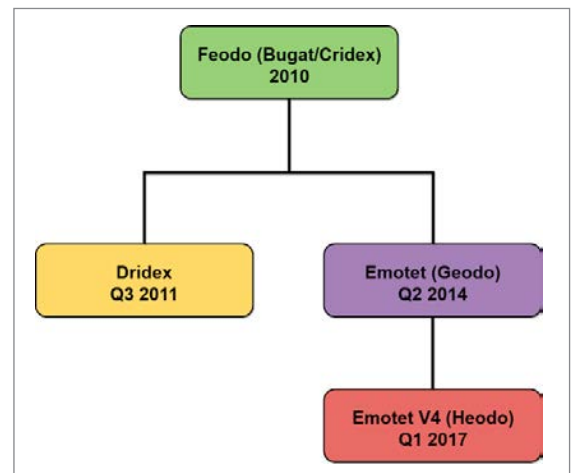 Feodo (Bugat/Cridex)
2010
Dridex
Q3 2011
Emotet (Geodo)
Q2 2014
Emotet V4 (Heodo)
Q1 2017